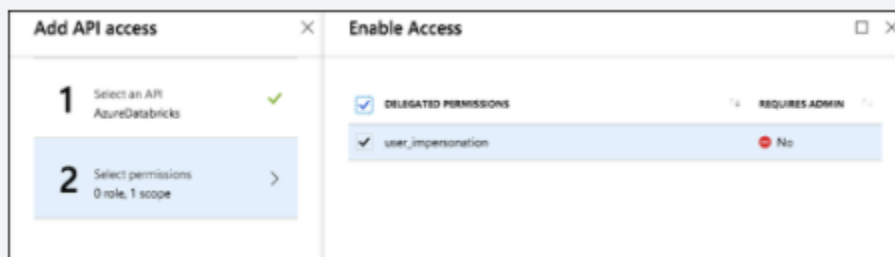 Add API access
Enable Access
1
Select an API
AzureDatabricks
DELEGATED PERMISSIONS
REQUIRES ADMIN
user_impersonation
No
2
Select permissions
0 role, 1 scope